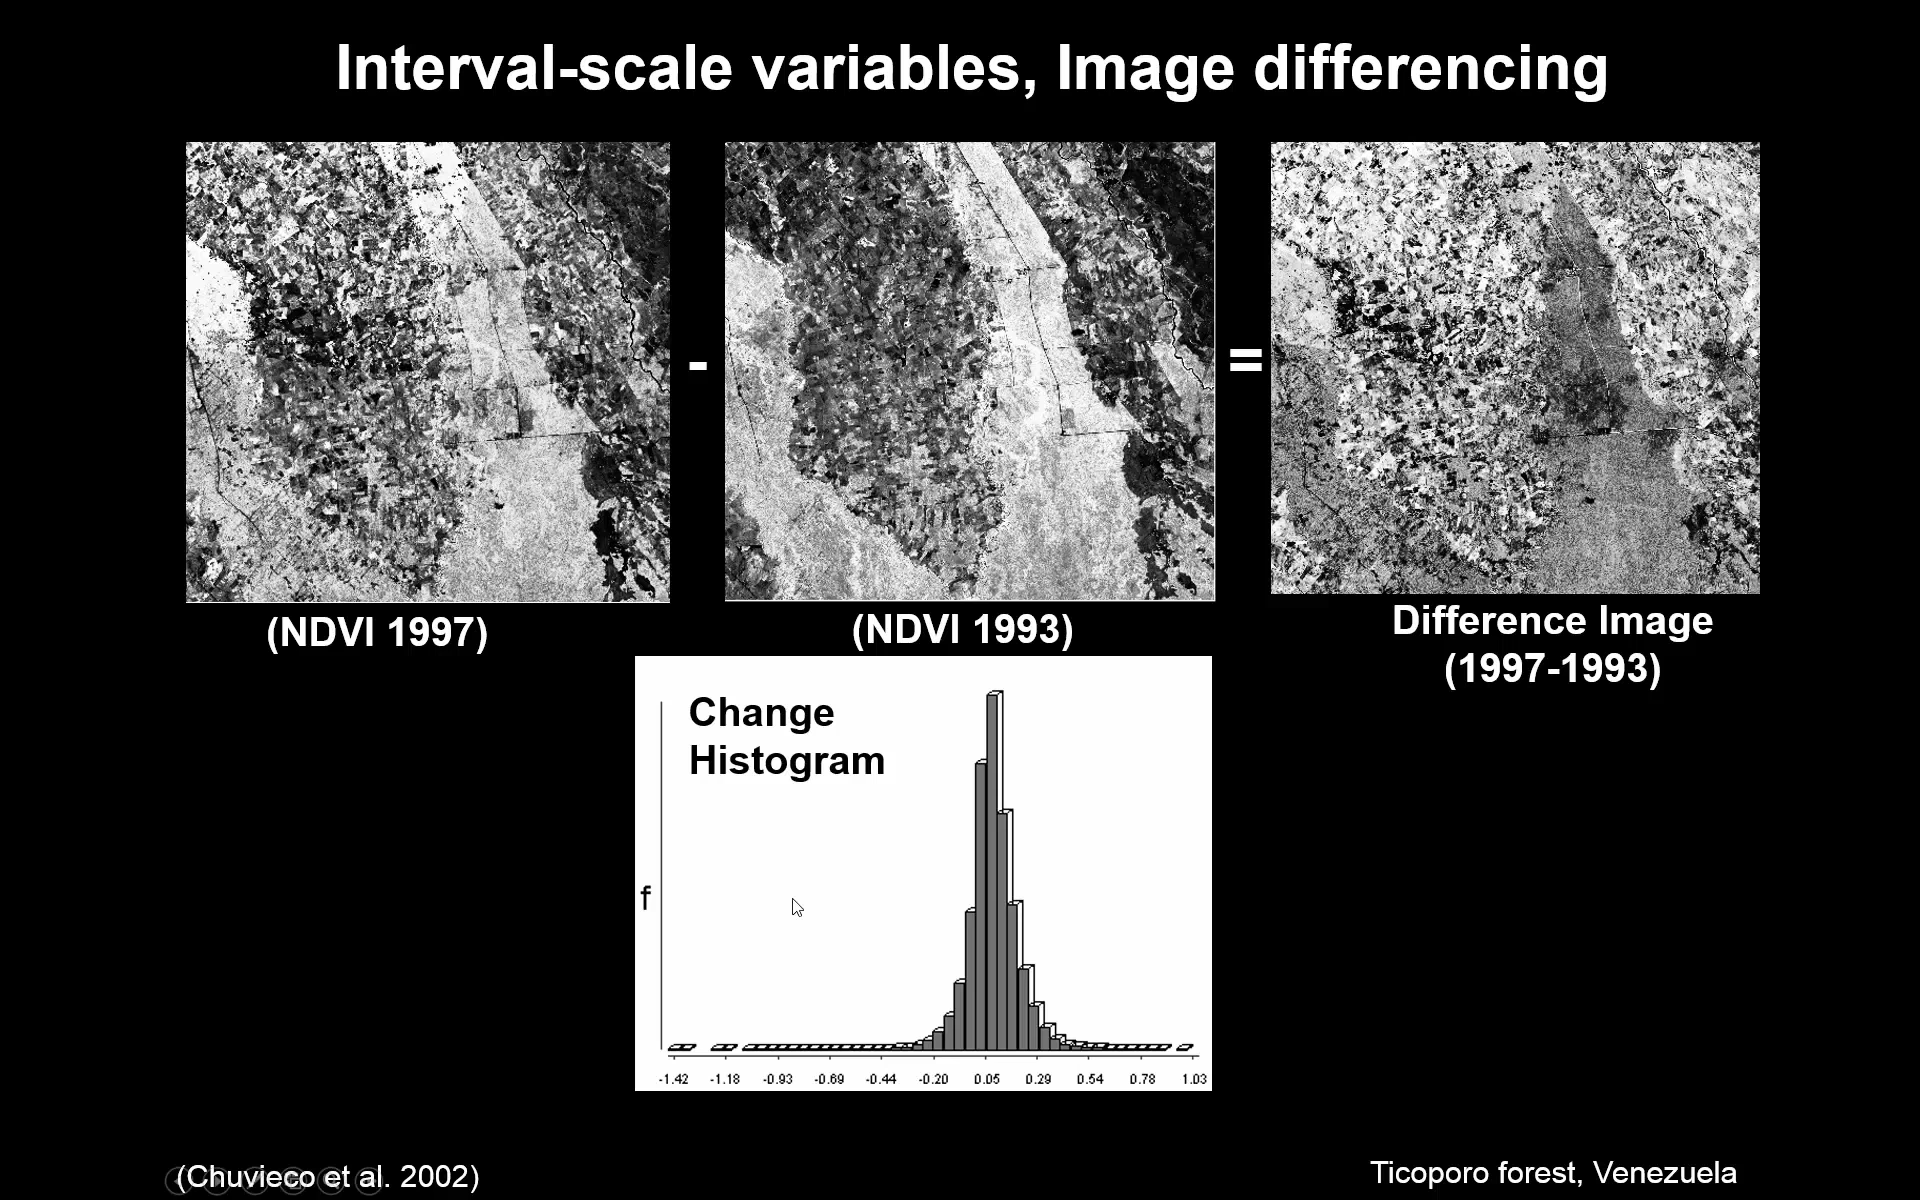 Interval-scale variables, Image differencing
-
=
(NDVI 1997)
(NDVI 1993)
Difference Image
(1997-1993)
Change
Histogram
f
-1.42 -1.18 -0.93 -0.69 -0.44 -0.20 0.05 0.29 0.54 0.78 1.03
(Chuvieco et al. 2002)
Ticoporo forest, Venezuela